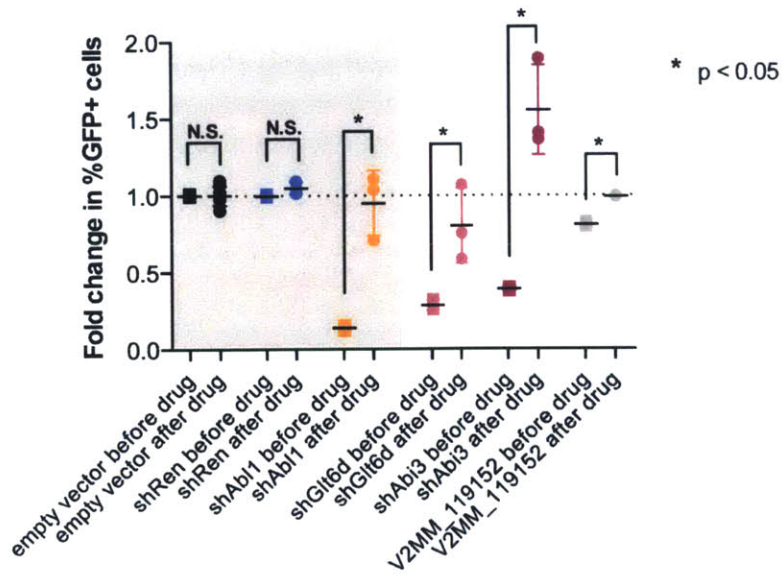 Fold change in %GFP+ cells
2.0
1.5
1.0
0.5
0.0
N.S.
N.S.
*
*
*
*
* p < 0.05
empty vector before drug
empty vector after drug
shRen before drug
shRen after drug
shAbl1 before drug
shAbl1 after drug
shGlt6d before drug
shGlt6d after drug
shAbi3 before drug
shAbi3 after drug
V2MM_119152 before drug
V2MM_119152 after drug